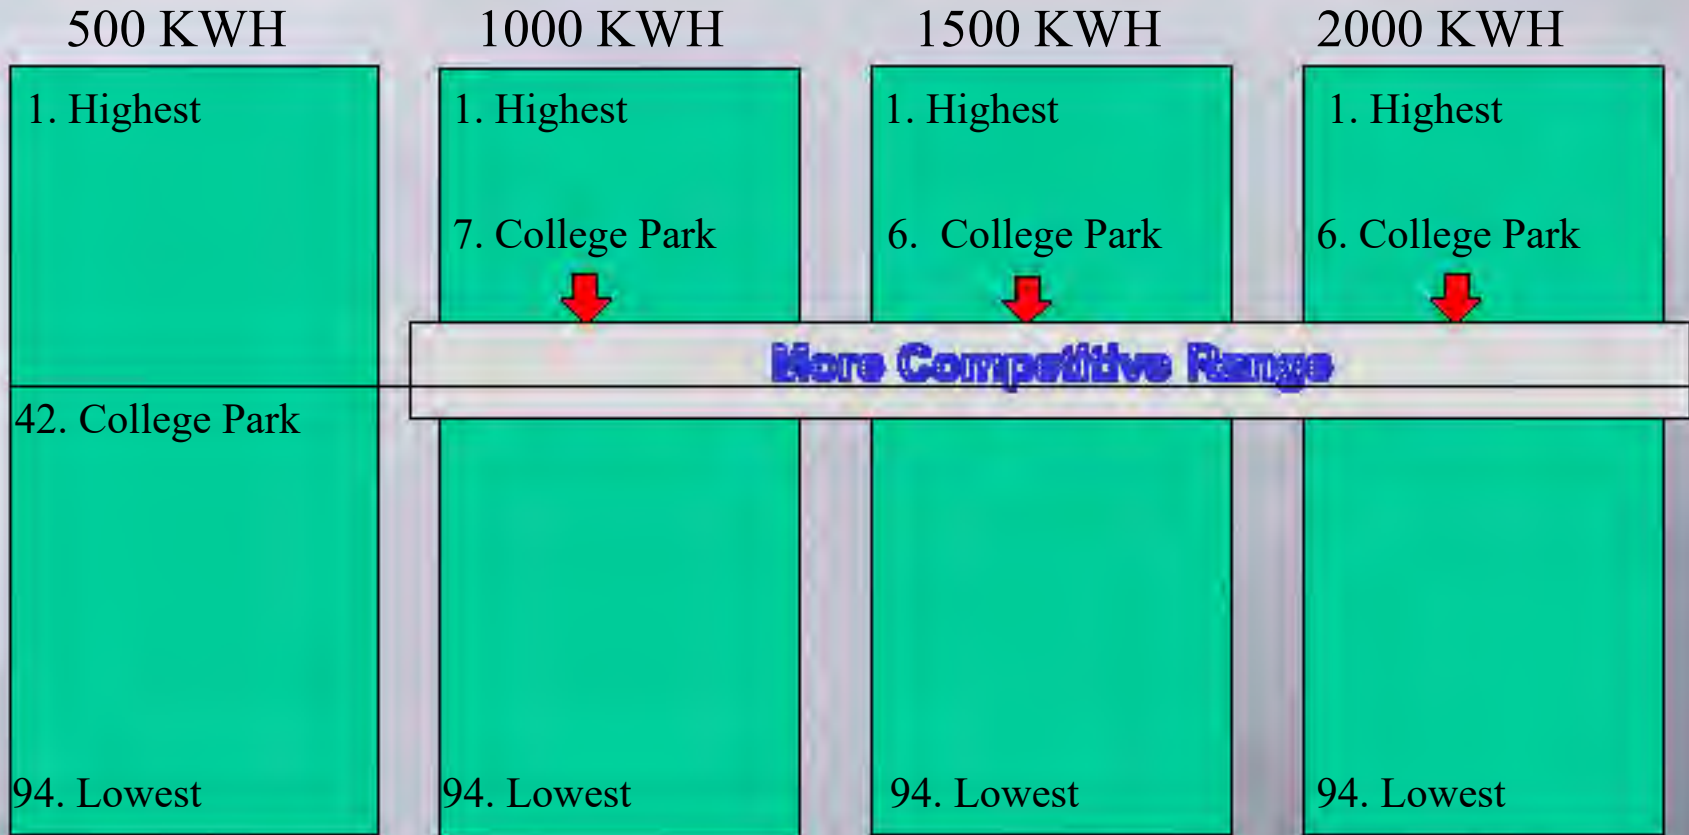 500 KWH
1000 KWH
1500 KWH
2000 KWH
1. Highest
1. Highest
1. Highest
1. Highest
7. College Park
6. College Park
6. College Park
More Competitive Range
42. College Park
94. Lowest
94. Lowest
94. Lowest
94. Lowest